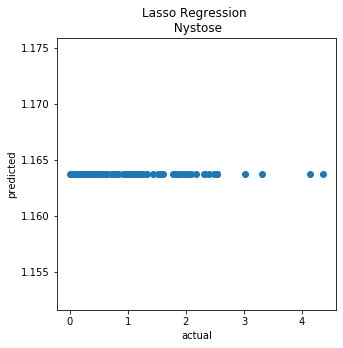 Lasso Regression
Nystose
1.175
1.170
1.165
1.160
1.155
predicted
0
1
2
3
4
actual